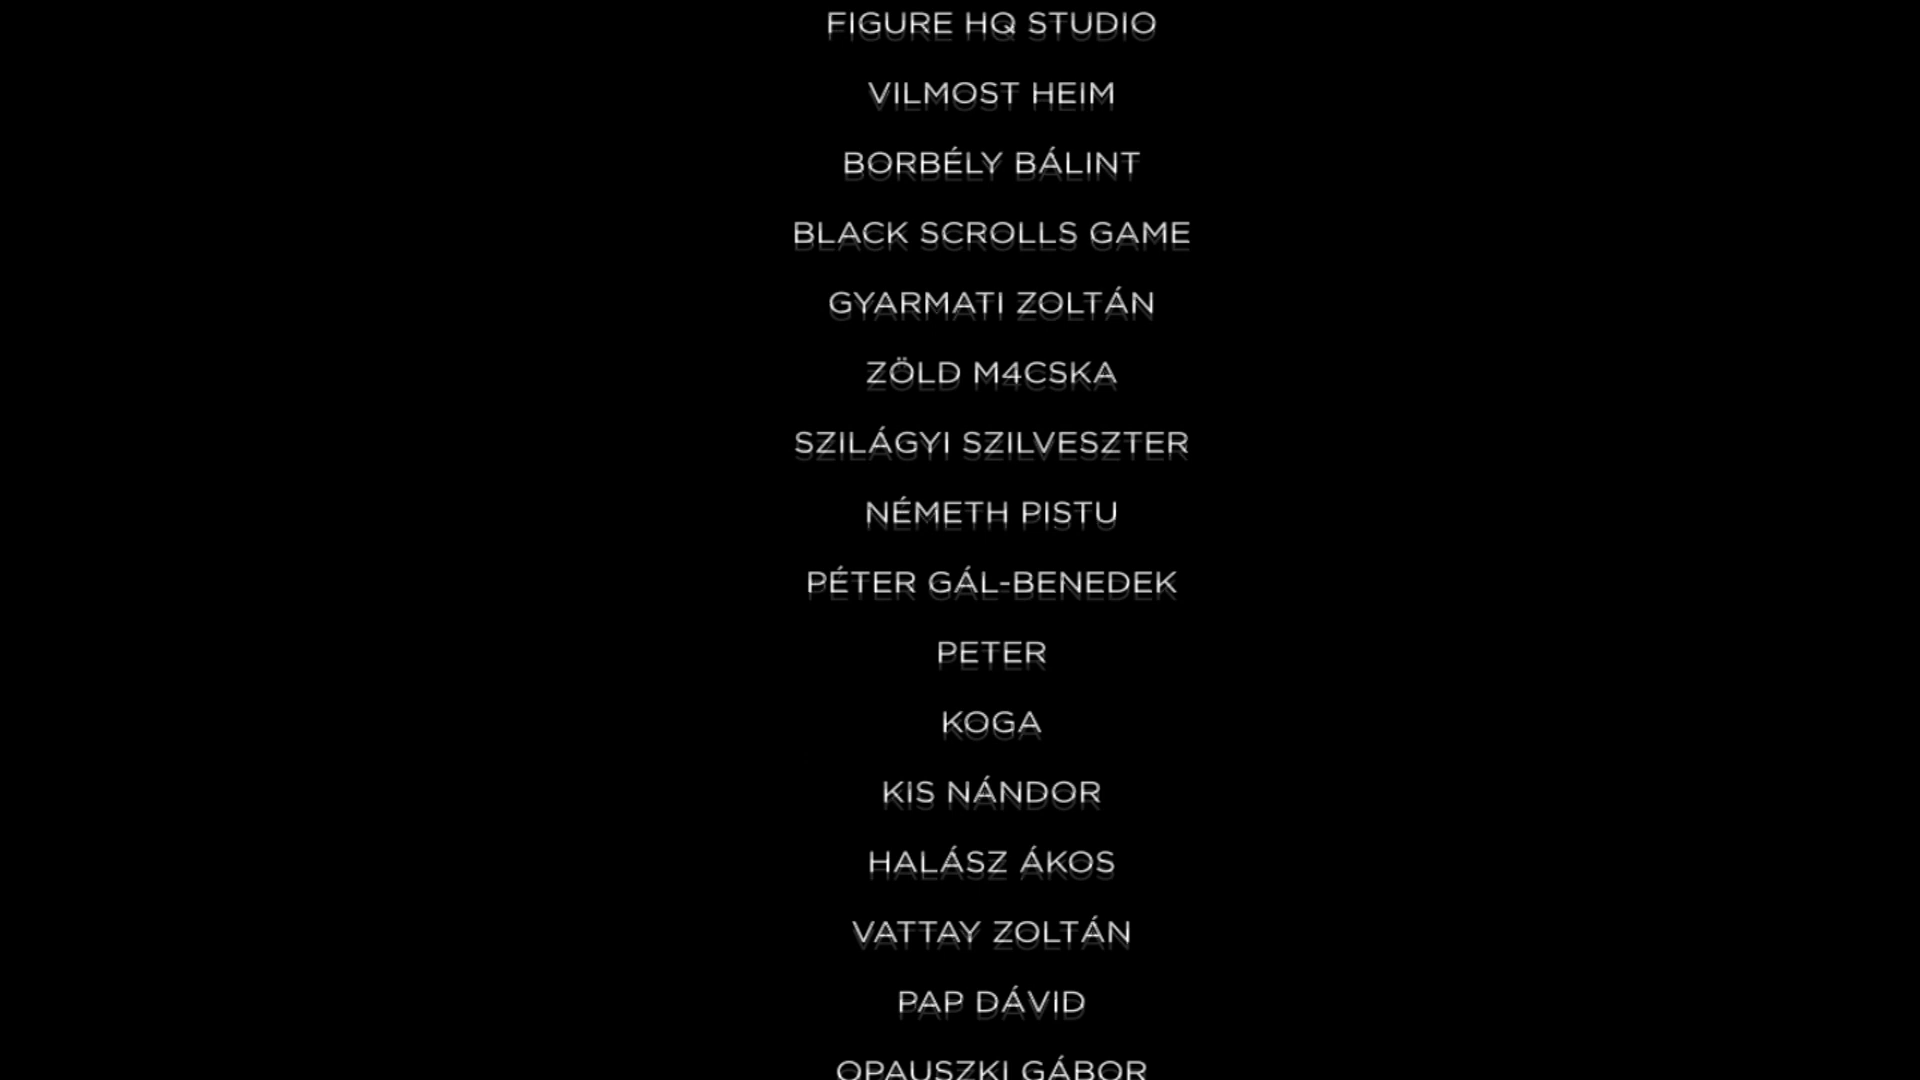 FIGURE HQ STUDIO
VILMOST HEIM
BORBÉLY BÁLINT
BLACK SCROLLS GAME
GYARMATI ZOLTÁN
ZÖLD M4CSKA
SZILÁGYI SZILVESZTER
NÉMETH PISTU
PÉTER GÁL-BENEDEK
PETER
KOGA
KIS NÁNDOR
HALÁSZ ÁKOS
VATTAY ZOLTÁN
PAP DÁVID
OPAUSZKI GÁBOR